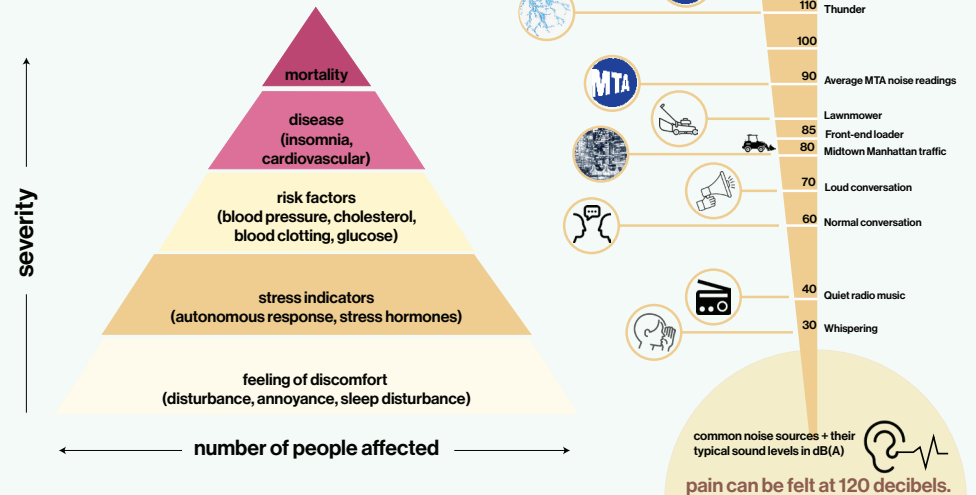 mortality
disease
(insomnia,
cardiovascular)
risk factors
(blood pressure, cholesterol,
blood clotting, glucose)
stress indicators
(autonomous response, stress hormones)
feeling of discomfort
(disturbance, annoyance, sleep disturbance)
severity
number of people affected
110 Thunder
100
MTA
90 Average MTA noise readings
Lawnmower
85 Front-end loader
80 Midtown Manhattan traffic
70 Loud conversation
60 Normal conversation
40 Quiet radio music
30 Whispering
common noise sources + their
typical sound levels in dB(A)
pain can be felt at 120 decibels.